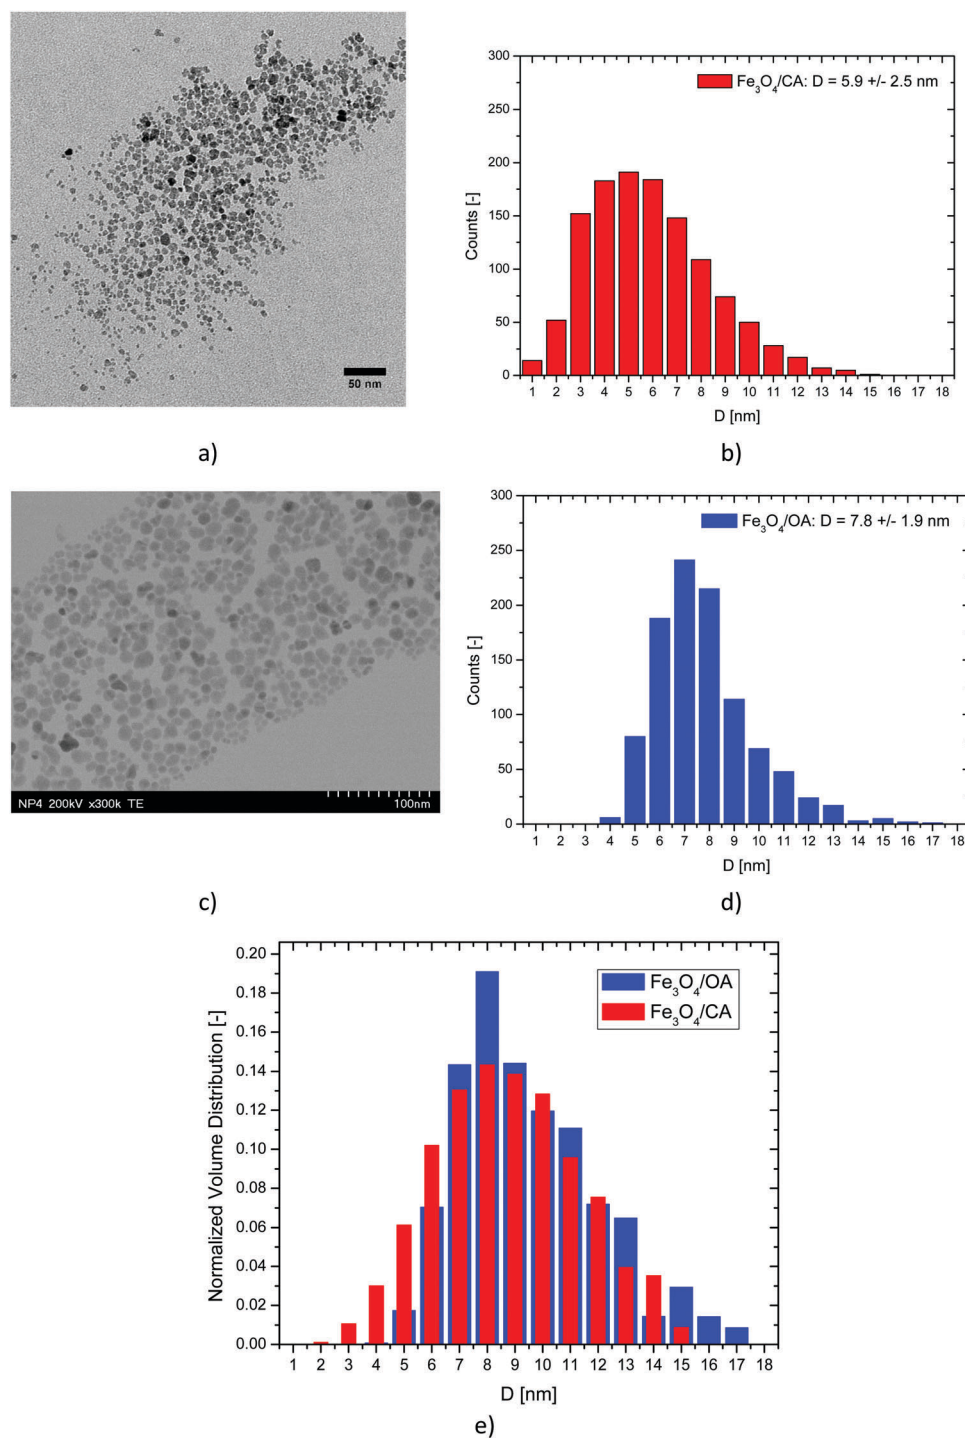 50 nm
a)
300
250
200
150
100
50
0
Counts [-]
Fe₃O₄/CA: D = 5.9 +/- 2.5 nm
1 2 3 4 5 6 7 8 9 10 11 12 13 14 15 16 17 18
D [nm]
b)
NP4 200kV x300k TE 100nm
c)
300
250
200
150
100
50
0
Counts [-]
Fe₃O₄/OA: D = 7.8 +/- 1.9 nm
1 2 3 4 5 6 7 8 9 10 11 12 13 14 15 16 17 18
D [nm]
d)
0.20
0.18
0.16
0.14
0.12
0.10
0.08
0.06
0.04
0.02
0.00
Normalized Volume Distribution [-]
Fe₃O₄/OA
Fe₃O₄/CA
1 2 3 4 5 6 7 8 9 10 11 12 13 14 15 16 17 18
D [nm]
e)